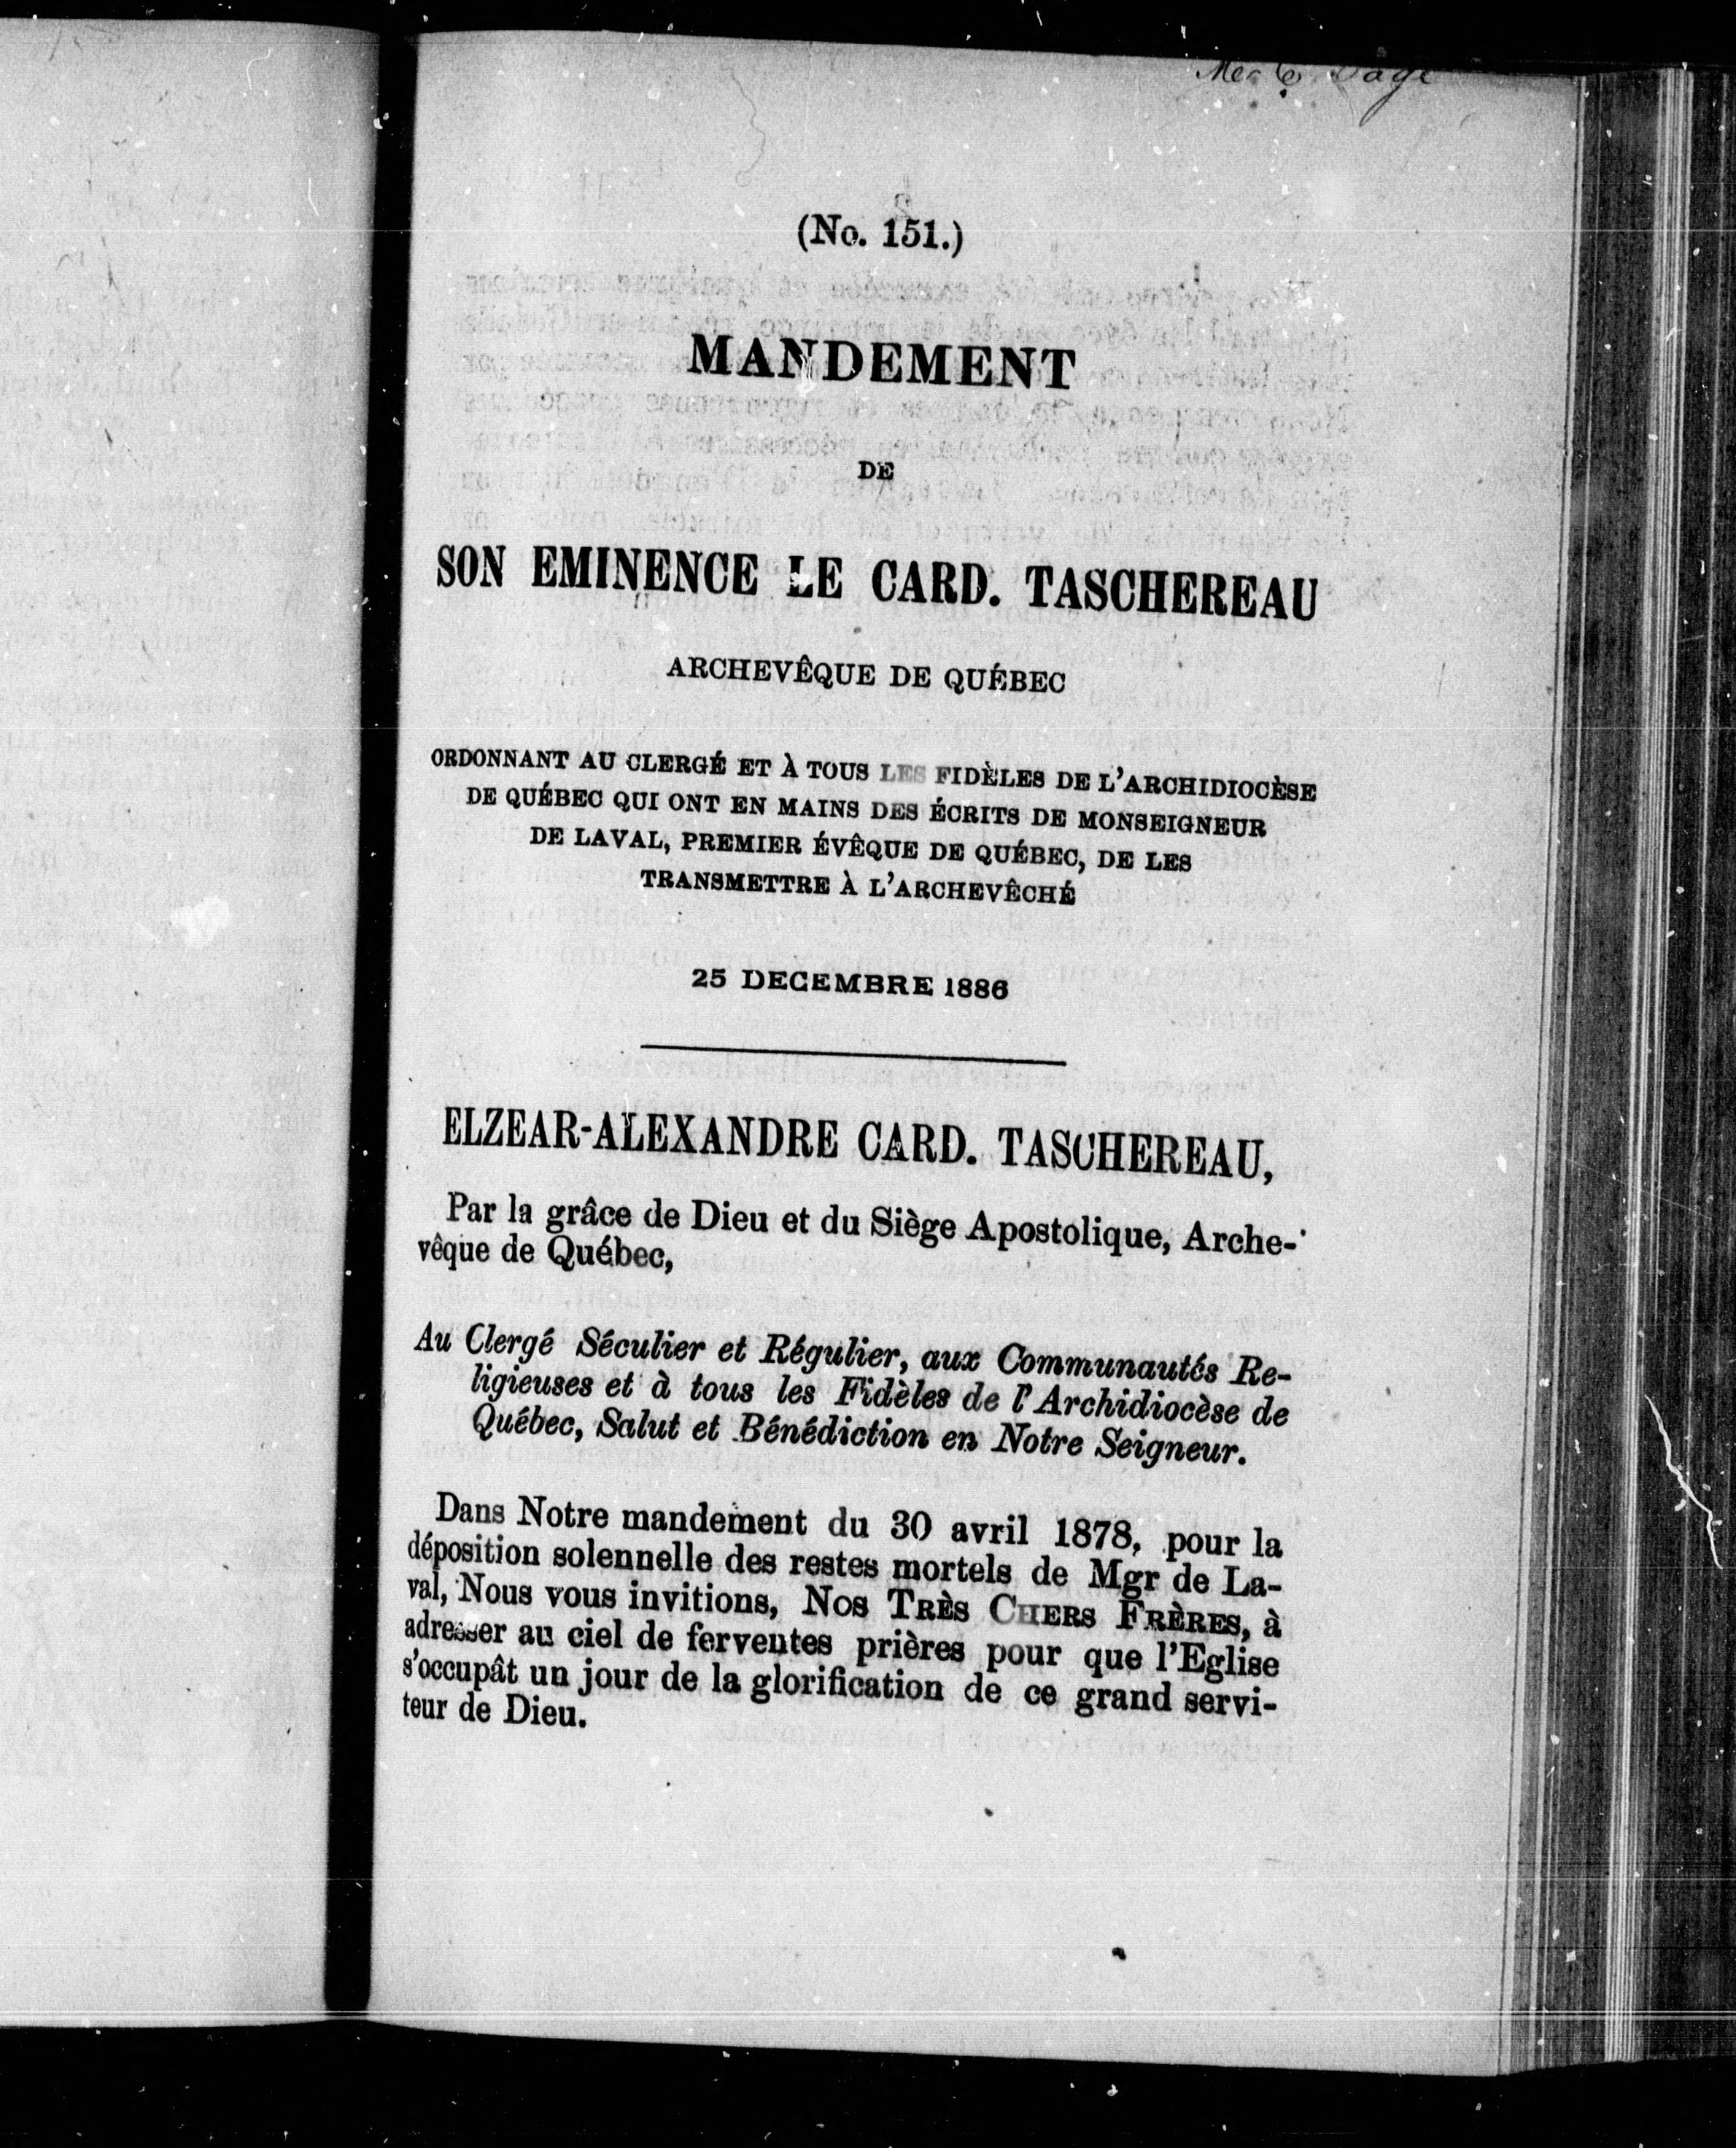 (No. 151.)
MANDEMENT
DE
SON EMINENCE LE CARD. TASCHEREAU
ARCHEVÊQUE DE QUÉBEC
ORDONNANT AU CLERGÉ ET À TOUS LES FIDÈLES DE L'ARCHIDIOCÈSE
DE QUÉBEC QUI ONT EN MAINS DES ÉCRITS DE MONSEIGNEUR
DE LAVAL, PREMIER ÉVÊQUE DE QUÉBEC, DE LES
TRANSMETTRE À L'ARCHEVÊCHÉ
25 DECEMBRE 1886
ELZEAR-ALEXANDRE CARD. TASCHEREAU,
Par la grâce de Dieu et du Siège Apostolique, Arche-
vêque de Québec,
Au Clergé Séculier et Régulier, aux Communautés Re-
ligieuses et à tous les Fidèles de l'Archidiocèse de
Québec, Salut et Bénédiction en Notre Seigneur.
Dans Notre mandement du 30 avril 1878, pour la
déposition solennelle des restes mortels de Mgr de La-
val, Nous vous invitions, NOS TRÈS CHERS FRÈRES, à
adresser au ciel de ferventes prières pour que l'Eglise
s'occupât un jour de la glorification de ce grand servi-
teur de Dieu.